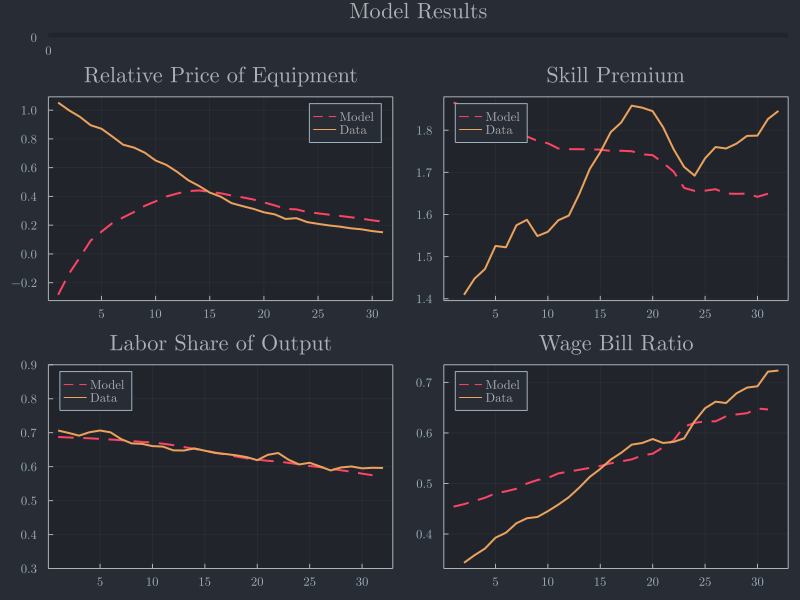 Model Results
0
0
Relative Price of Equipment
1.0
0.8
0.6
0.4
0.2
0.0
−0.2
Model
Data
5 10 15 20 25 30
Skill Premium
1.8
1.7
1.6
1.5
1.4
Model
Data
5 10 15 20 25 30
Labor Share of Output
0.9
0.8
0.7
0.6
0.5
0.4
0.3
Model
Data
5 10 15 20 25 30
Wage Bill Ratio
0.7
0.6
0.5
0.4
Model
Data
5 10 15 20 25 30